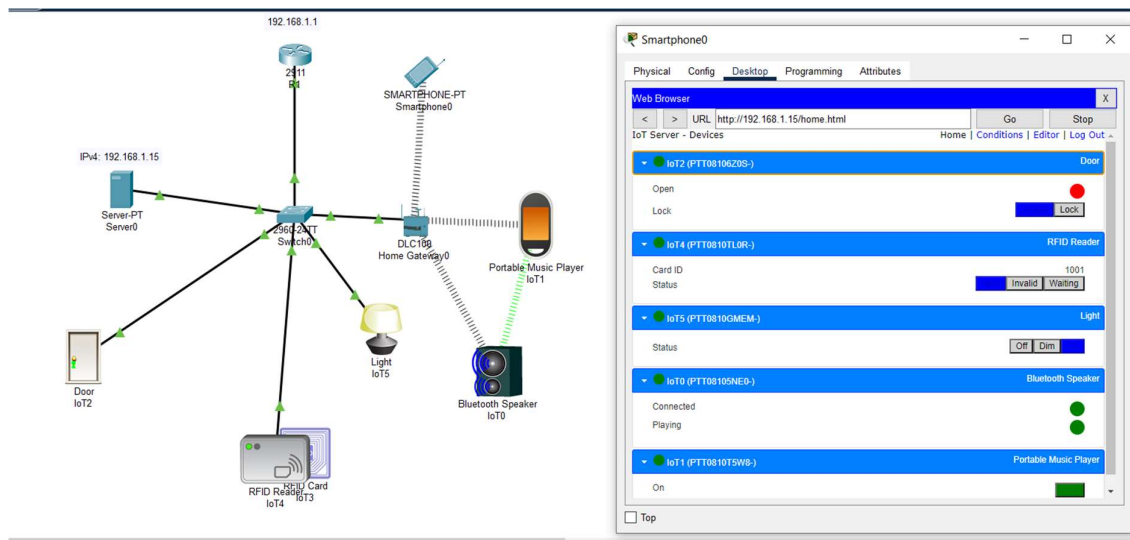 192.168.1.1
2911
R1
SMARTPHONE-PT
Smartphone0
IPv4: 192.168.1.15
Server-PT
Server0
2960-24TT
Switch0
DLC100
Home Gateway0
Portable Music Player
IoT1
Light
IoT5
Door
IoT2
Bluetooth Speaker
IoT0
RFID Card
IoT3
RFID Reader
IoT4
Smartphone0
Physical Config Desktop Programming Attributes
Web Browser X
< > URL http://192.168.1.15/home.html Go Stop
IoT Server - Devices Home | Conditions | Editor | Log Out
IoT2 (PTT08106Z0S-) Door
Open
Lock Lock
IoT4 (PTT0810TL0R-) RFID Reader
Card ID 1001
Status Invalid Waiting
IoT5 (PTT0810GMEM-) Light
Status Off Dim
IoT0 (PTT08105NE0-) Bluetooth Speaker
Connected
Playing
IoT1 (PTT0810T5W8-) Portable Music Player
On
Top